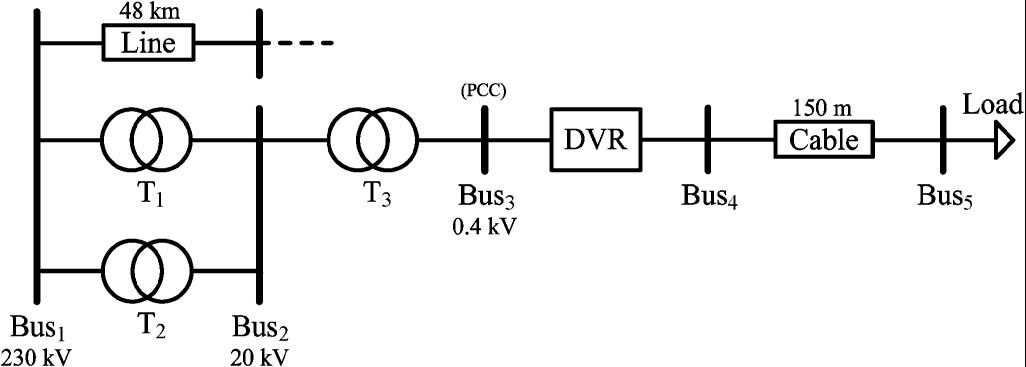 48 km
Line
(PCC)
150 m
Load
DVR
Cable
T₁
T₃
Bus₃
0.4 kV
Bus₄
Bus₅
T₂
Bus₁
230 kV
Bus₂
20 kV